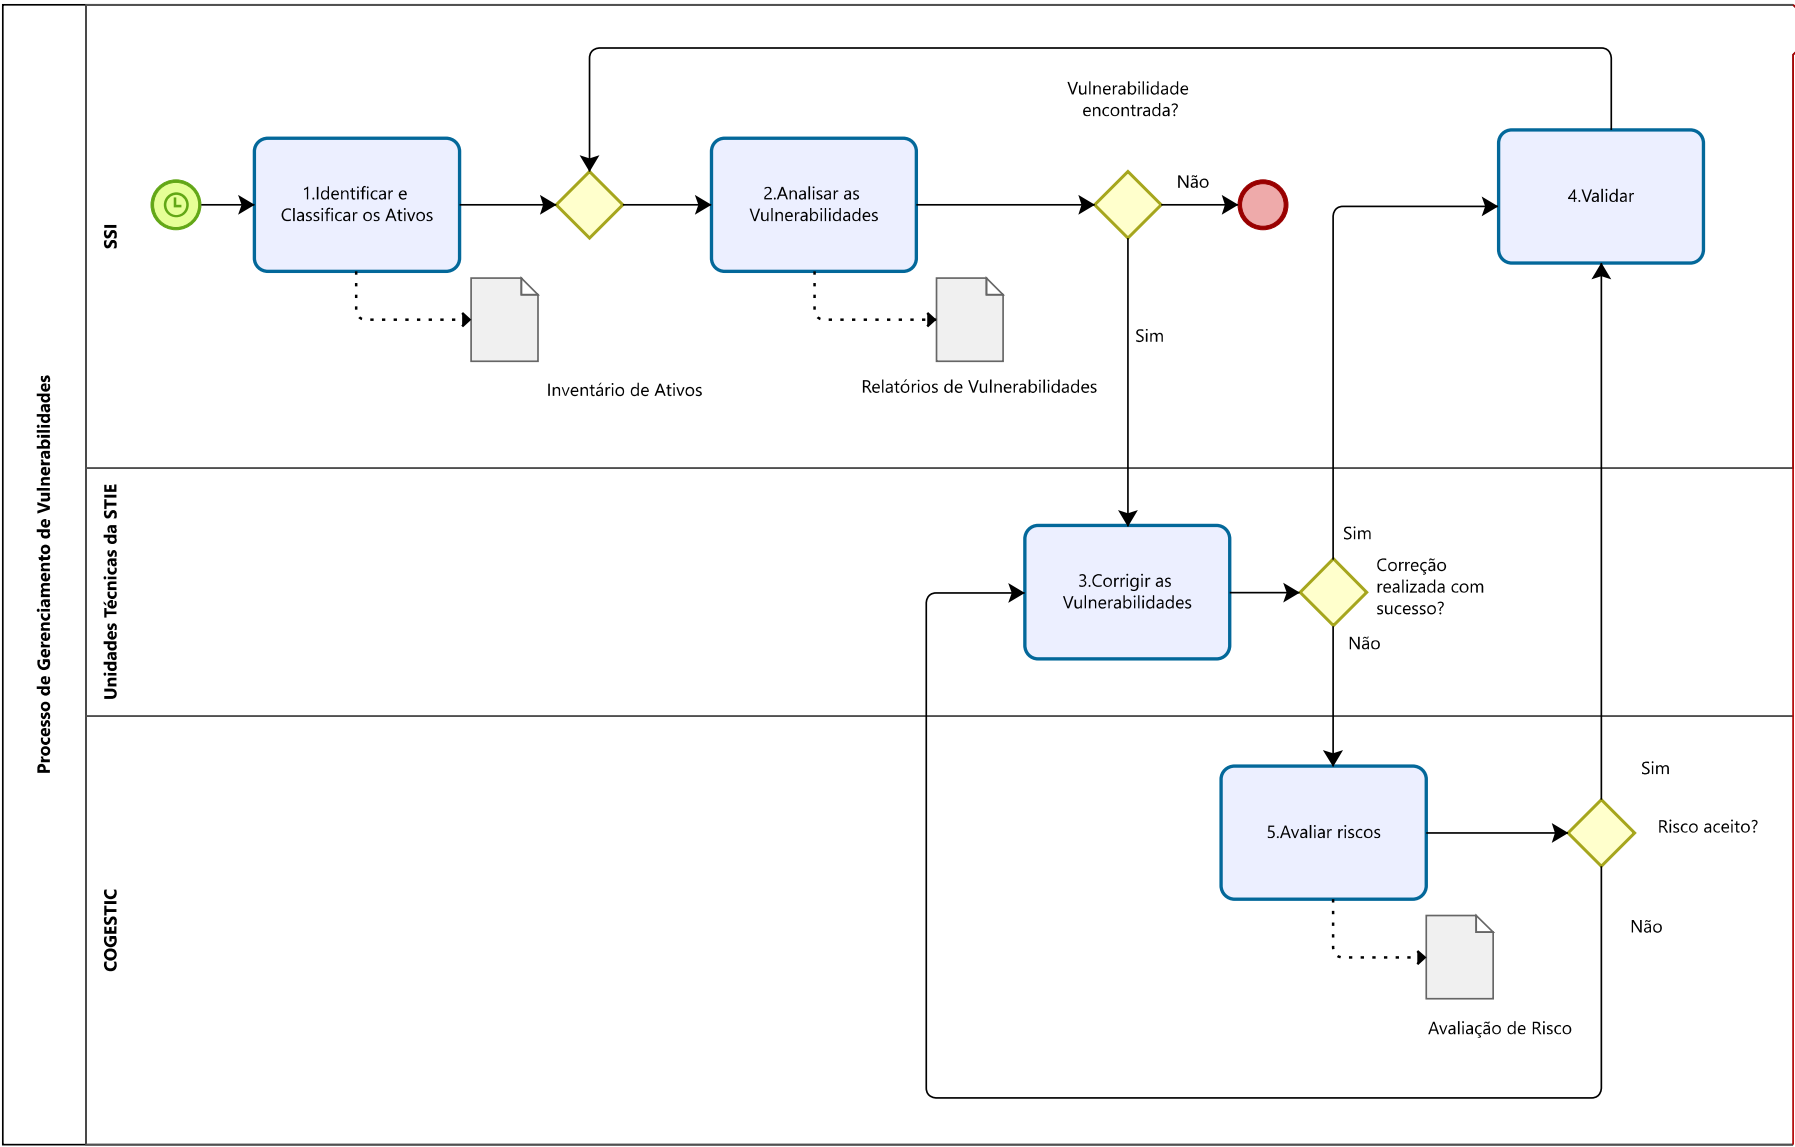 Processo de Gerenciamento de Vulnerabilidades
SSI
Vulnerabilidade
encontrada?
1.Identificar e
Classificar os Ativos
2.Analisar as
Vulnerabilidades
Não
4.Validar
Sim
Inventário de Ativos
Relatórios de Vulnerabilidades
Unidades Técnicas da STIE
3.Corrigir as
Vulnerabilidades
Sim
Correção
realizada com
sucesso?
Não
COGESTIC
5.Avaliar riscos
Sim
Risco aceito?
Não
Avaliação de Risco